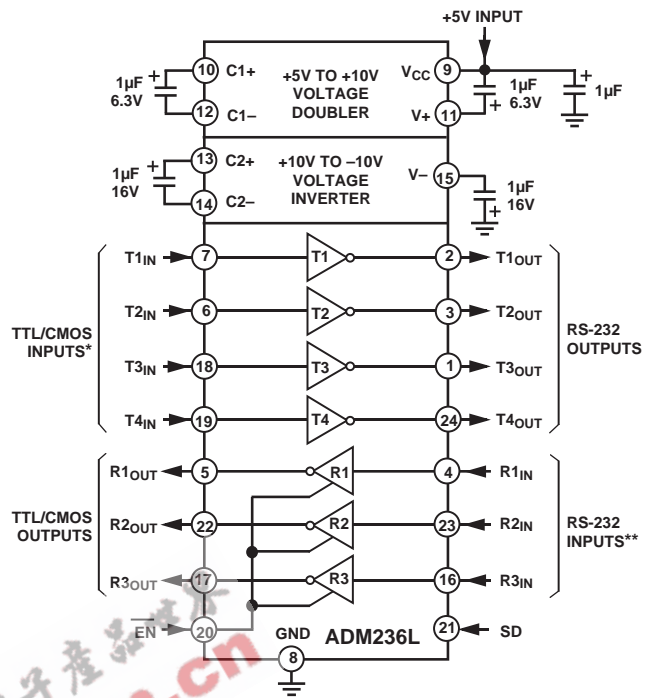 +5V INPUT
10 C1+ +5V TO +10V VOLTAGE DOUBLER VCC 9
1µF 6.3V +
12 C1– V+ 11
1µF 6.3V +
+ 1µF
13 C2+ +10V TO –10V VOLTAGE INVERTER V– 15
1µF 16V +
14 C2–
1µF 16V +
TTL/CMOS INPUTS*
T1IN 7 T1 2 T1OUT
T2IN 6 T2 3 T2OUT
T3IN 18 T3 1 T3OUT
T4IN 19 T4 24 T4OUT
RS-232 OUTPUTS
TTL/CMOS OUTPUTS
R1OUT 5 R1 4 R1IN
R2OUT 22 R2 23 R2IN
R3OUT 17 R3 16 R3IN
RS-232 INPUTS**
EN 20 GND 8 ADM236L 21 SD
.cn